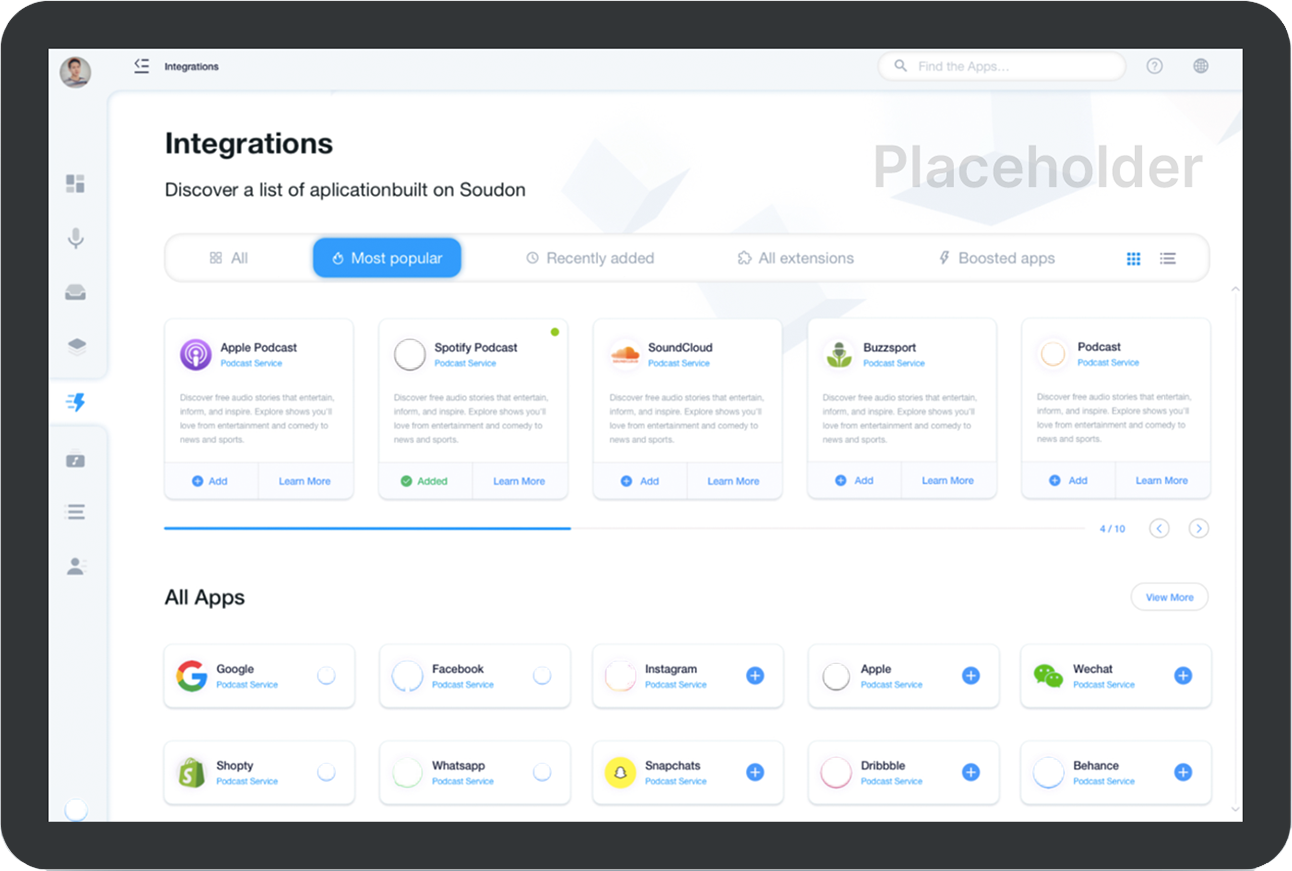 Integrations
Find the Apps...
Integrations
Placeholder
Discover a list of aplicationbuilt on Soudon
All
Most popular
Recently added
All extensions
Boosted apps
Apple Podcast
Podcast Service
Discover free audio stories that entertain,
inform, and inspire. Explore shows you'll
love from entertainment and comedy to
news and sports.
Add
Learn More
Spotify Podcast
Podcast Service
Discover free audio stories that entertain,
inform, and inspire. Explore shows you'll
love from entertainment and comedy to
news and sports.
Added
Learn More
SoundCloud
Podcast Service
Discover free audio stories that entertain,
inform, and inspire. Explore shows you'll
love from entertainment and comedy to
news and sports.
Add
Learn More
Buzzsport
Podcast Service
Discover free audio stories that entertain,
inform, and inspire. Explore shows you'll
love from entertainment and comedy to
news and sports.
Add
Learn More
Podcast
Podcast Service
Discover free audio stories that entertain,
inform, and inspire. Explore shows you'll
love from entertainment and comedy to
news and sports.
Add
Learn More
4 / 10
All Apps
View More
Google
Podcast Service
Facebook
Podcast Service
Instagram
Podcast Service
Apple
Podcast Service
Wechat
Podcast Service
Shopty
Podcast Service
Whatsapp
Podcast Service
Snapchats
Podcast Service
Dribbble
Podcast Service
Behance
Podcast Service